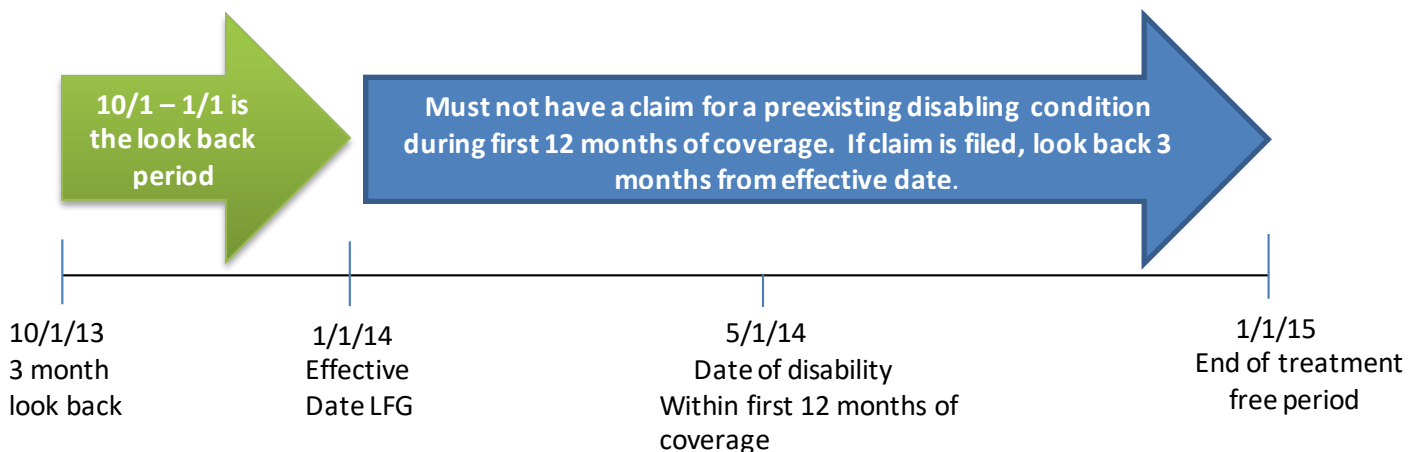 10/1 – 1/1 is
the look back
period
Must not have a claim for a preexisting disabling condition
during first 12 months of coverage. If claim is filed, look back 3
months from effective date.
10/1/13
3 month
look back
1/1/14
Effective
Date LFG
5/1/14
Date of disability
Within first 12 months of
coverage
1/1/15
End of treatment
free period